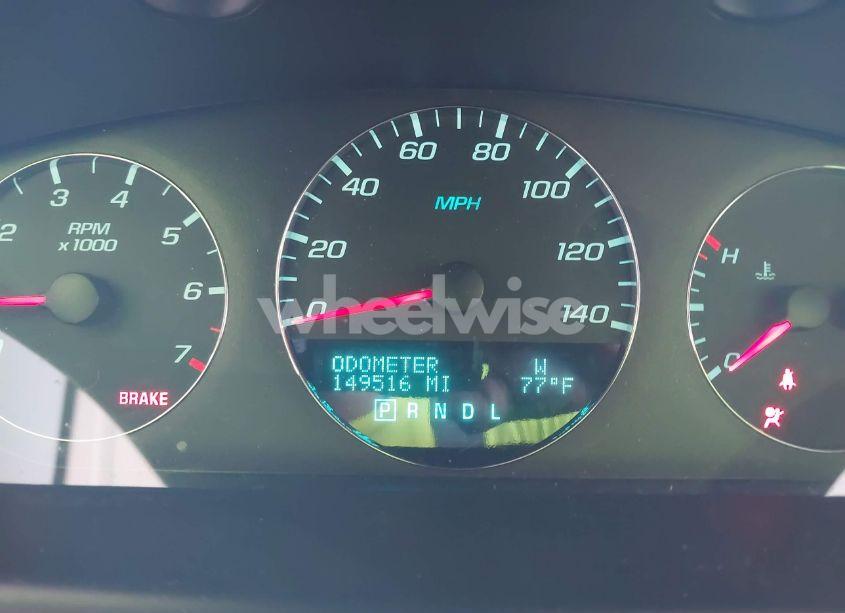 60 80
40 100
MPH
20 120
0 140
3 4
2 5
RPM
x 1000
6
7
BRAKE
H
C
wheelwise
ODOMETER W
149516 MI 77°F
P R N D L